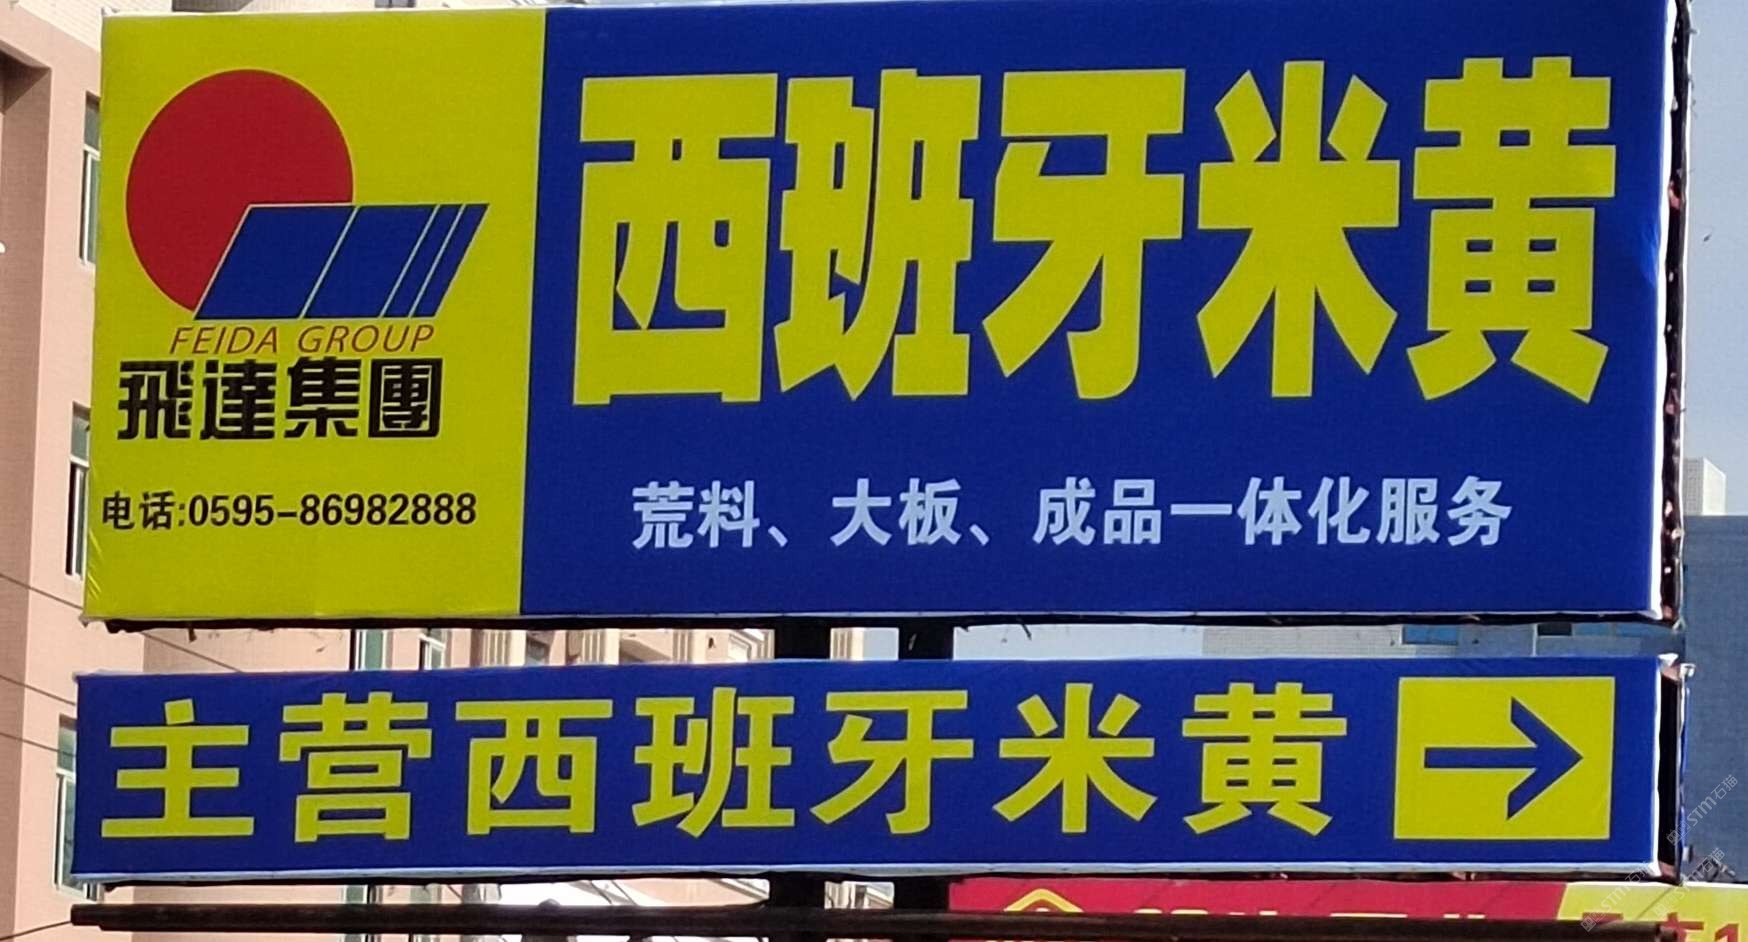 FEIDA GROUP
飛達集團
电话:0595-86982888
西班牙米黄
荒料、大板、成品一体化服务
主营西班牙米黄